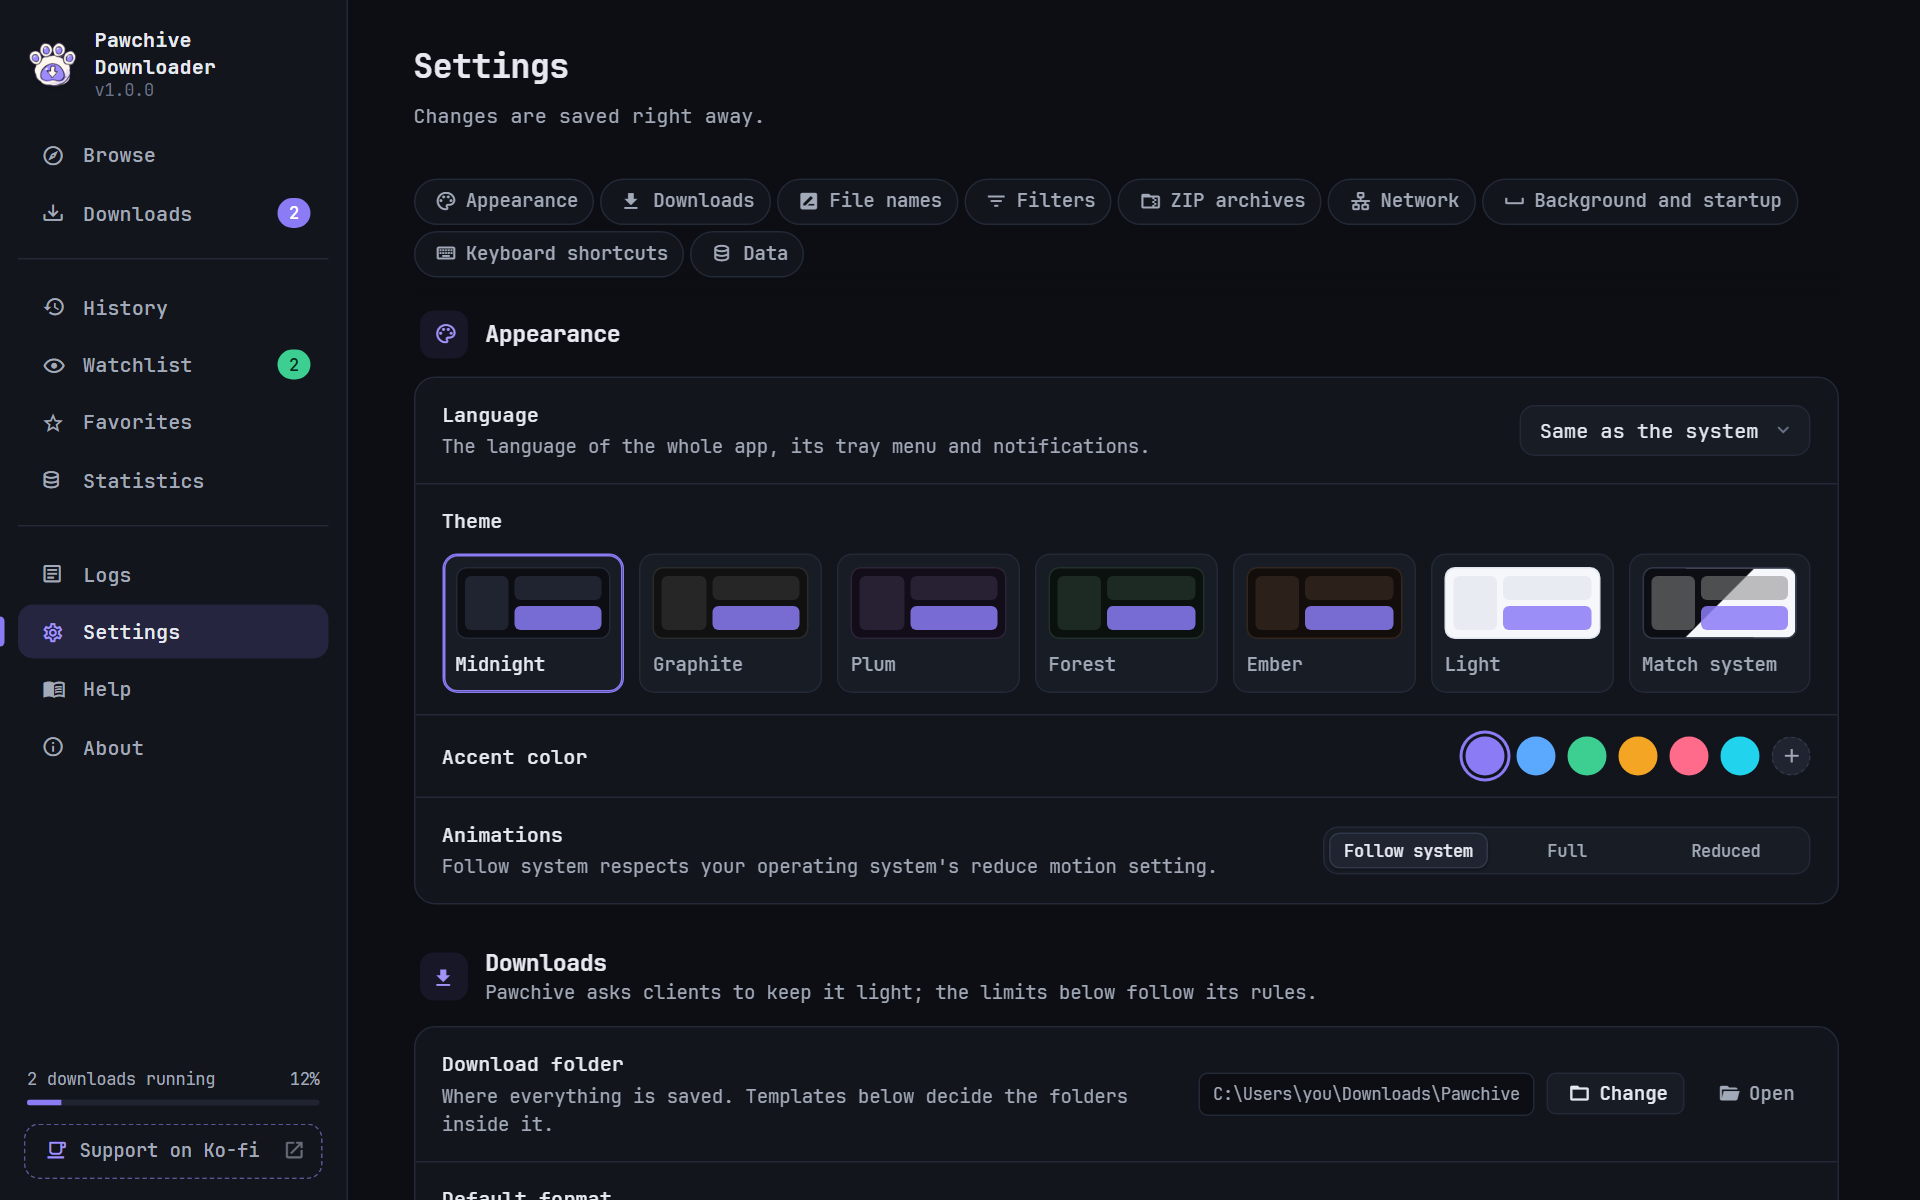 Pawchive
Downloader
v1.0.0
Browse
Downloads 2
History
Watchlist 2
Favorites
Statistics
Logs
Settings
Help
About
2 downloads running 12%
Support on Ko-fi
Settings
Changes are saved right away.
Appearance Downloads File names Filters ZIP archives Network Background and startup
Keyboard shortcuts Data
Appearance
Language
The language of the whole app, its tray menu and notifications.
Same as the system
Theme
Midnight Graphite Plum Forest Ember Light Match system
Accent color
Animations
Follow system respects your operating system's reduce motion setting.
Follow system Full Reduced
Downloads
Pawchive asks clients to keep it light; the limits below follow its rules.
Download folder
Where everything is saved. Templates below decide the folders
inside it.
C:\Users\you\Downloads\Pawchive Change Open
Default format